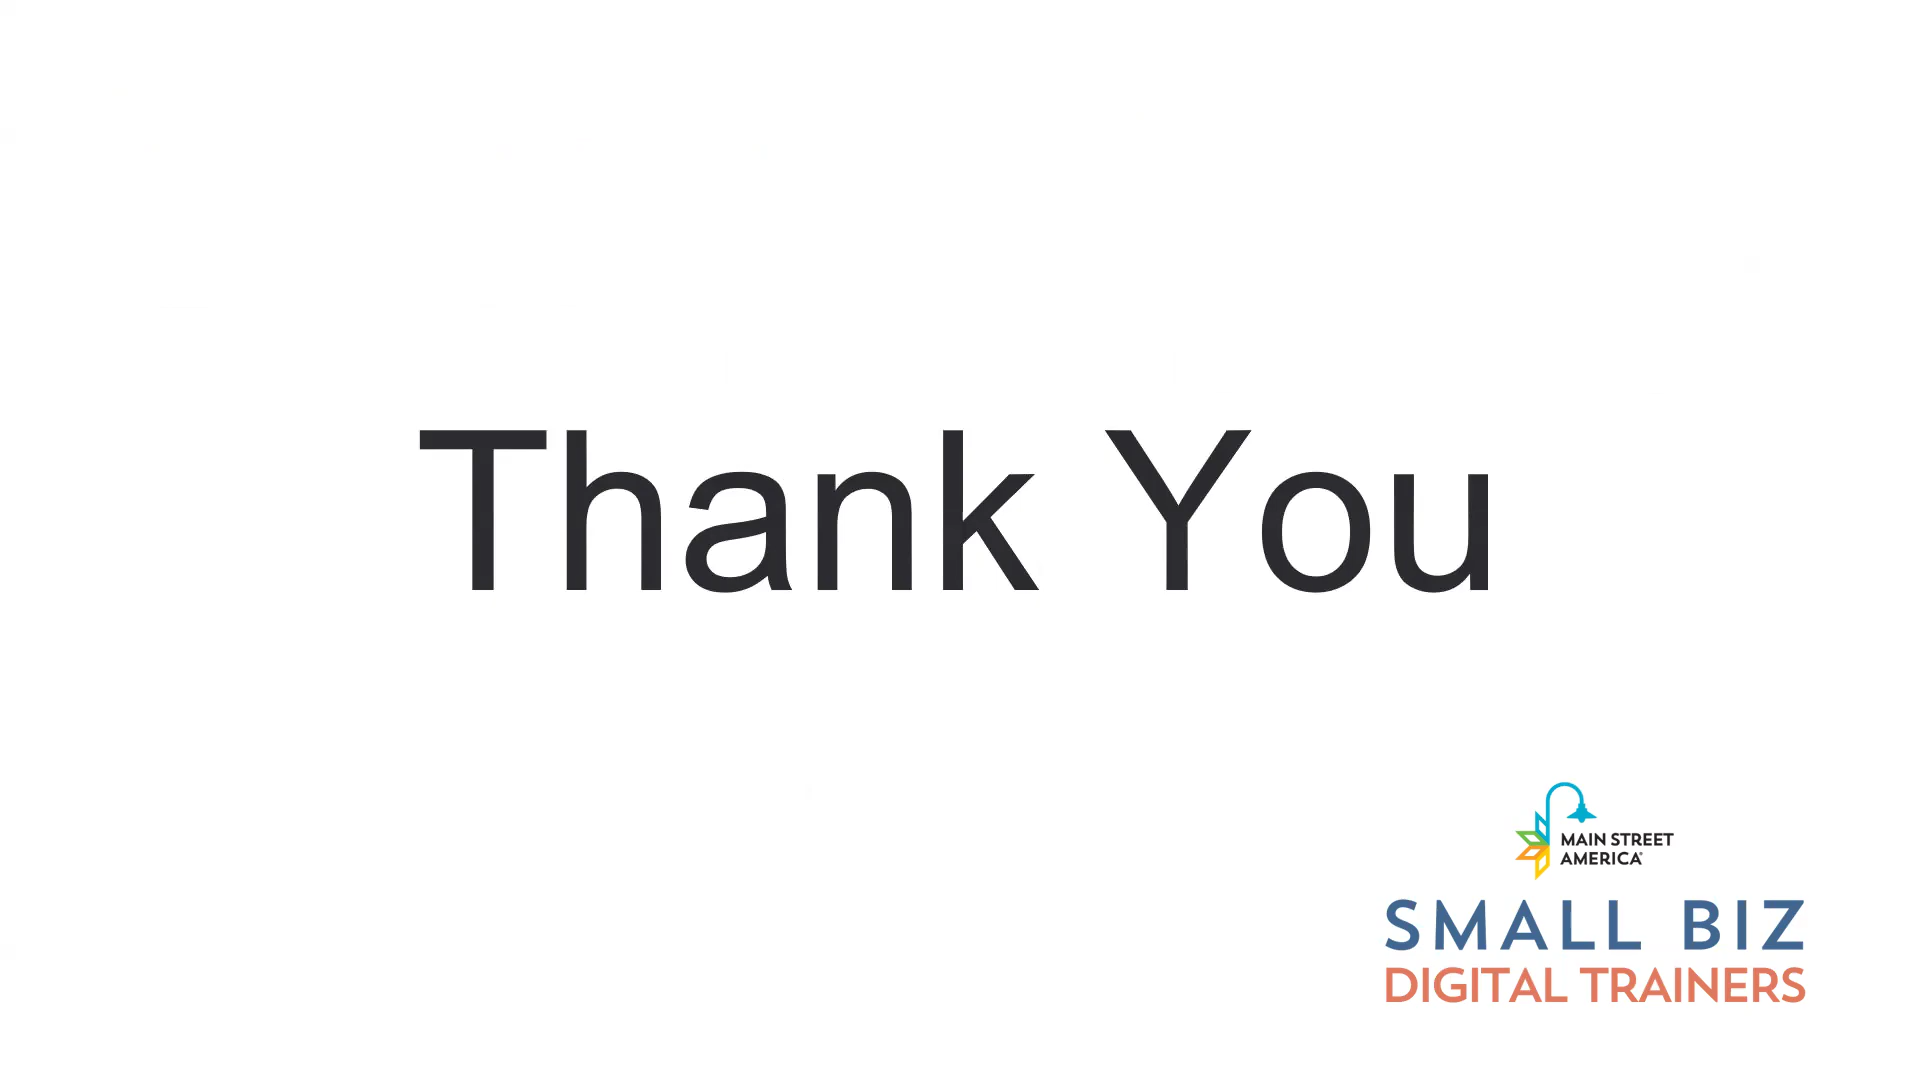 Thank You
MAIN STREET
AMERICA®
SMALL BIZ
DIGITAL TRAINERS